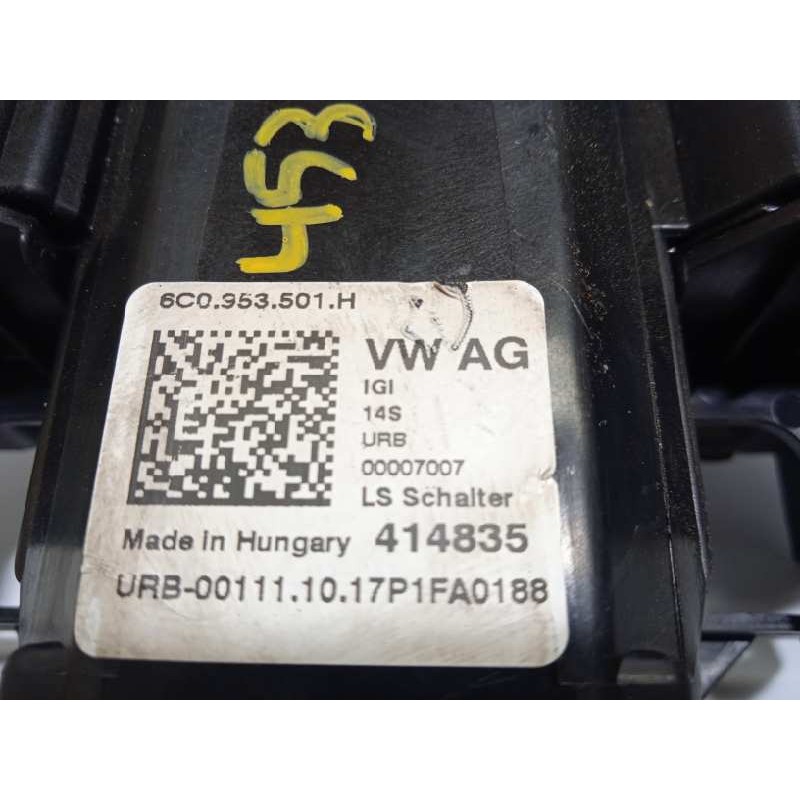 453
6C0.953.501.H
VW AG
IGI
14S
URB
00007007
LS Schalter
Made in Hungary 414835
URB-00111.10.17P1FA0188